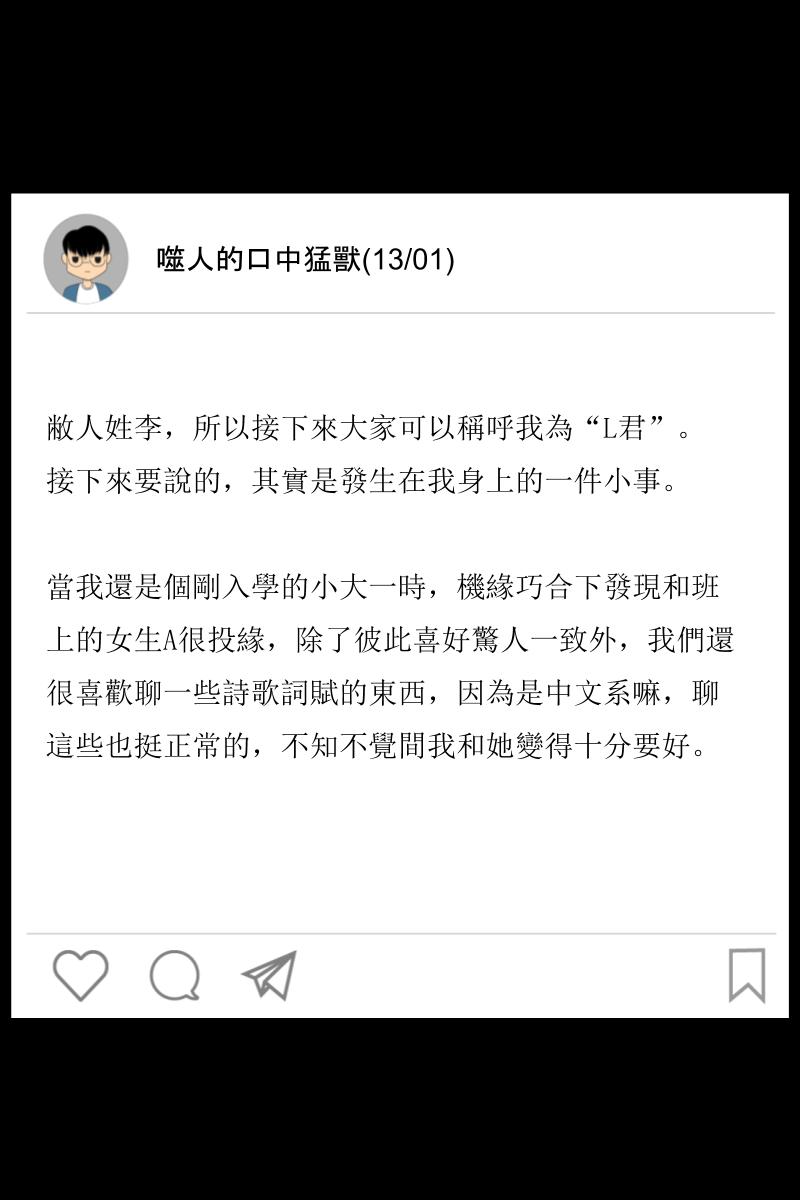 噬人的口中猛獸(13/01)
敝人姓李，所以接下來大家可以稱呼我為“L君”。
接下來要說的，其實是發生在我身上的一件小事。
當我還是個剛入學的小大一時，機緣巧合下發現和班
上的女生A很投緣，除了彼此喜好驚人一致外，我們還
很喜歡聊一些詩歌詞賦的東西，因為是中文系嘛，聊
這些也挺正常的，不知不覺間我和她變得十分要好。